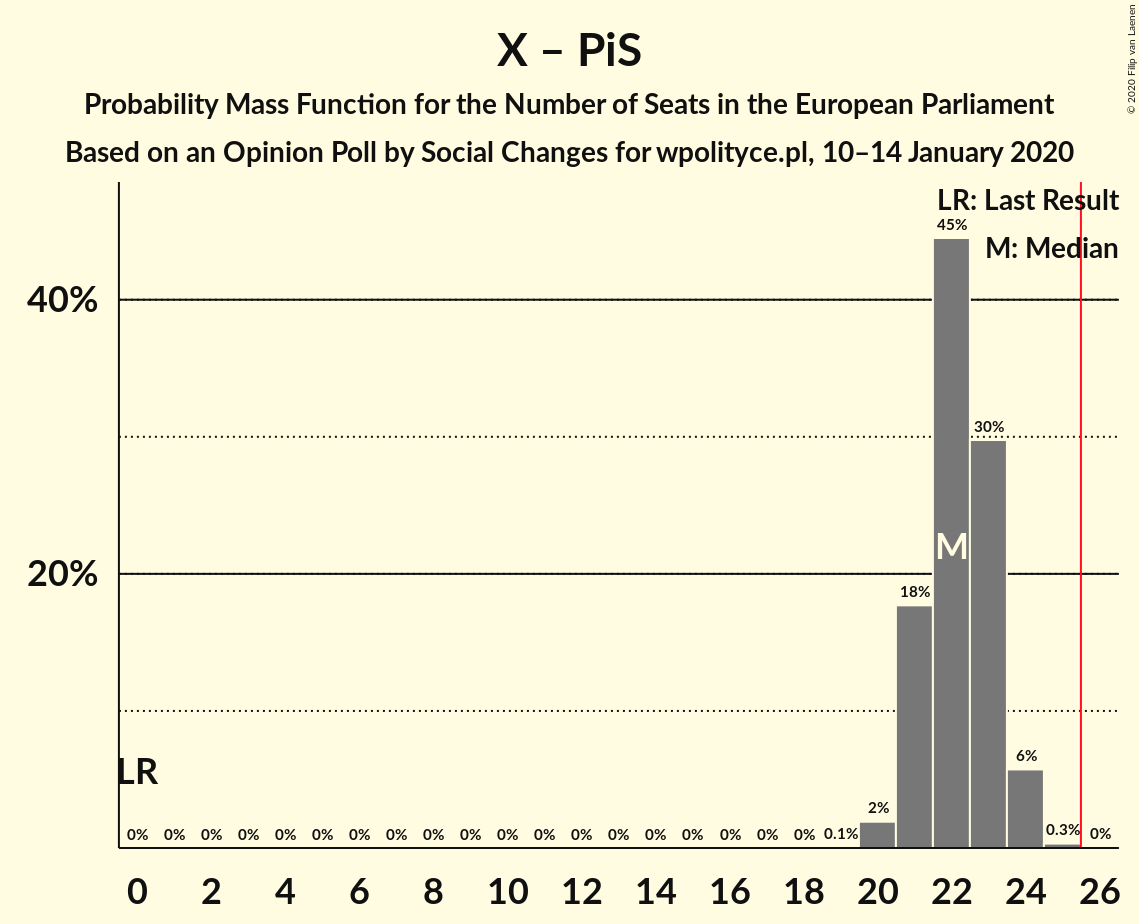 X – PiS
Probability Mass Function for the Number of Seats in the European Parliament
Based on an Opinion Poll by Social Changes for wpolityce.pl, 10–14 January 2020
© 2020 Filip van Laenen
LR: Last Result
M: Median
40%
20%
45%
30%
18%
M
LR
0% 0% 0% 0% 0% 0% 0% 0% 0% 0% 0% 0% 0% 0% 0% 0% 0% 0% 0% 0.1% 2% 6% 0.3% 0%
0 2 4 6 8 10 12 14 16 18 20 22 24 26